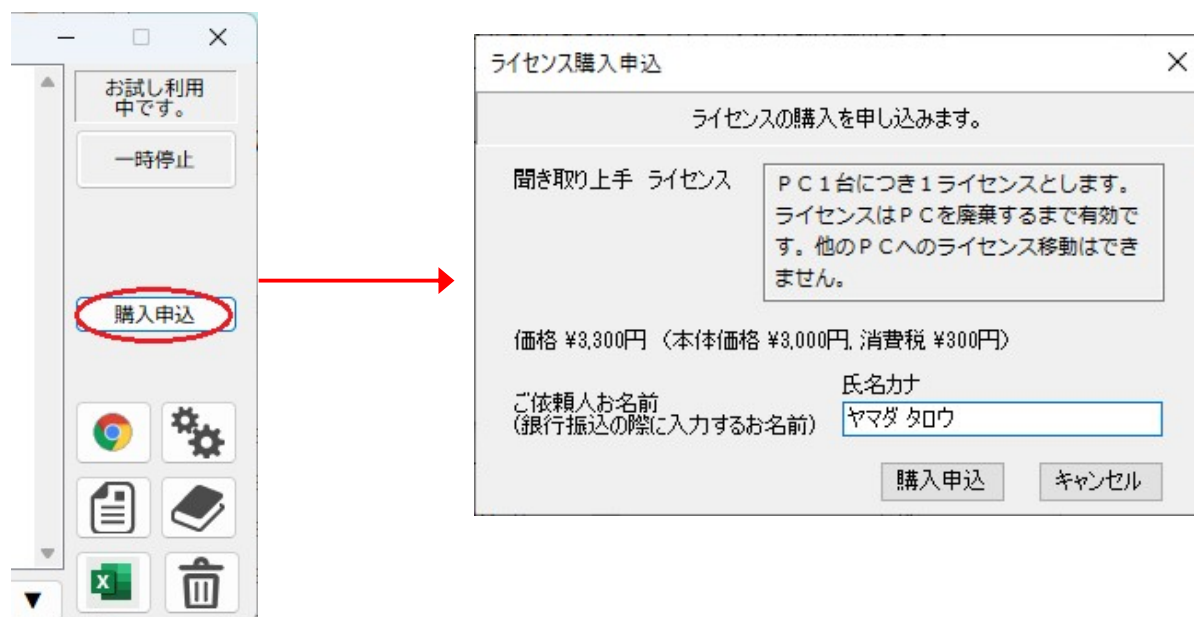 お試し利用
中です。
一時停止
購入申込
X
▼
ライセンス購入申込
ライセンスの購入を申し込みます。
聞き取り上手 ライセンス
ＰＣ１台につき１ライセンスとします。
ライセンスはＰＣを廃棄するまで有効で
す。他のＰＣへのライセンス移動はでき
ません。
価格 ¥3,300円 （本体価格 ¥3,000円, 消費税 ¥300円）
氏名カナ
ご依頼人お名前
（銀行振込の際に入力するお名前）
ヤマダ タロウ
購入申込
キャンセル